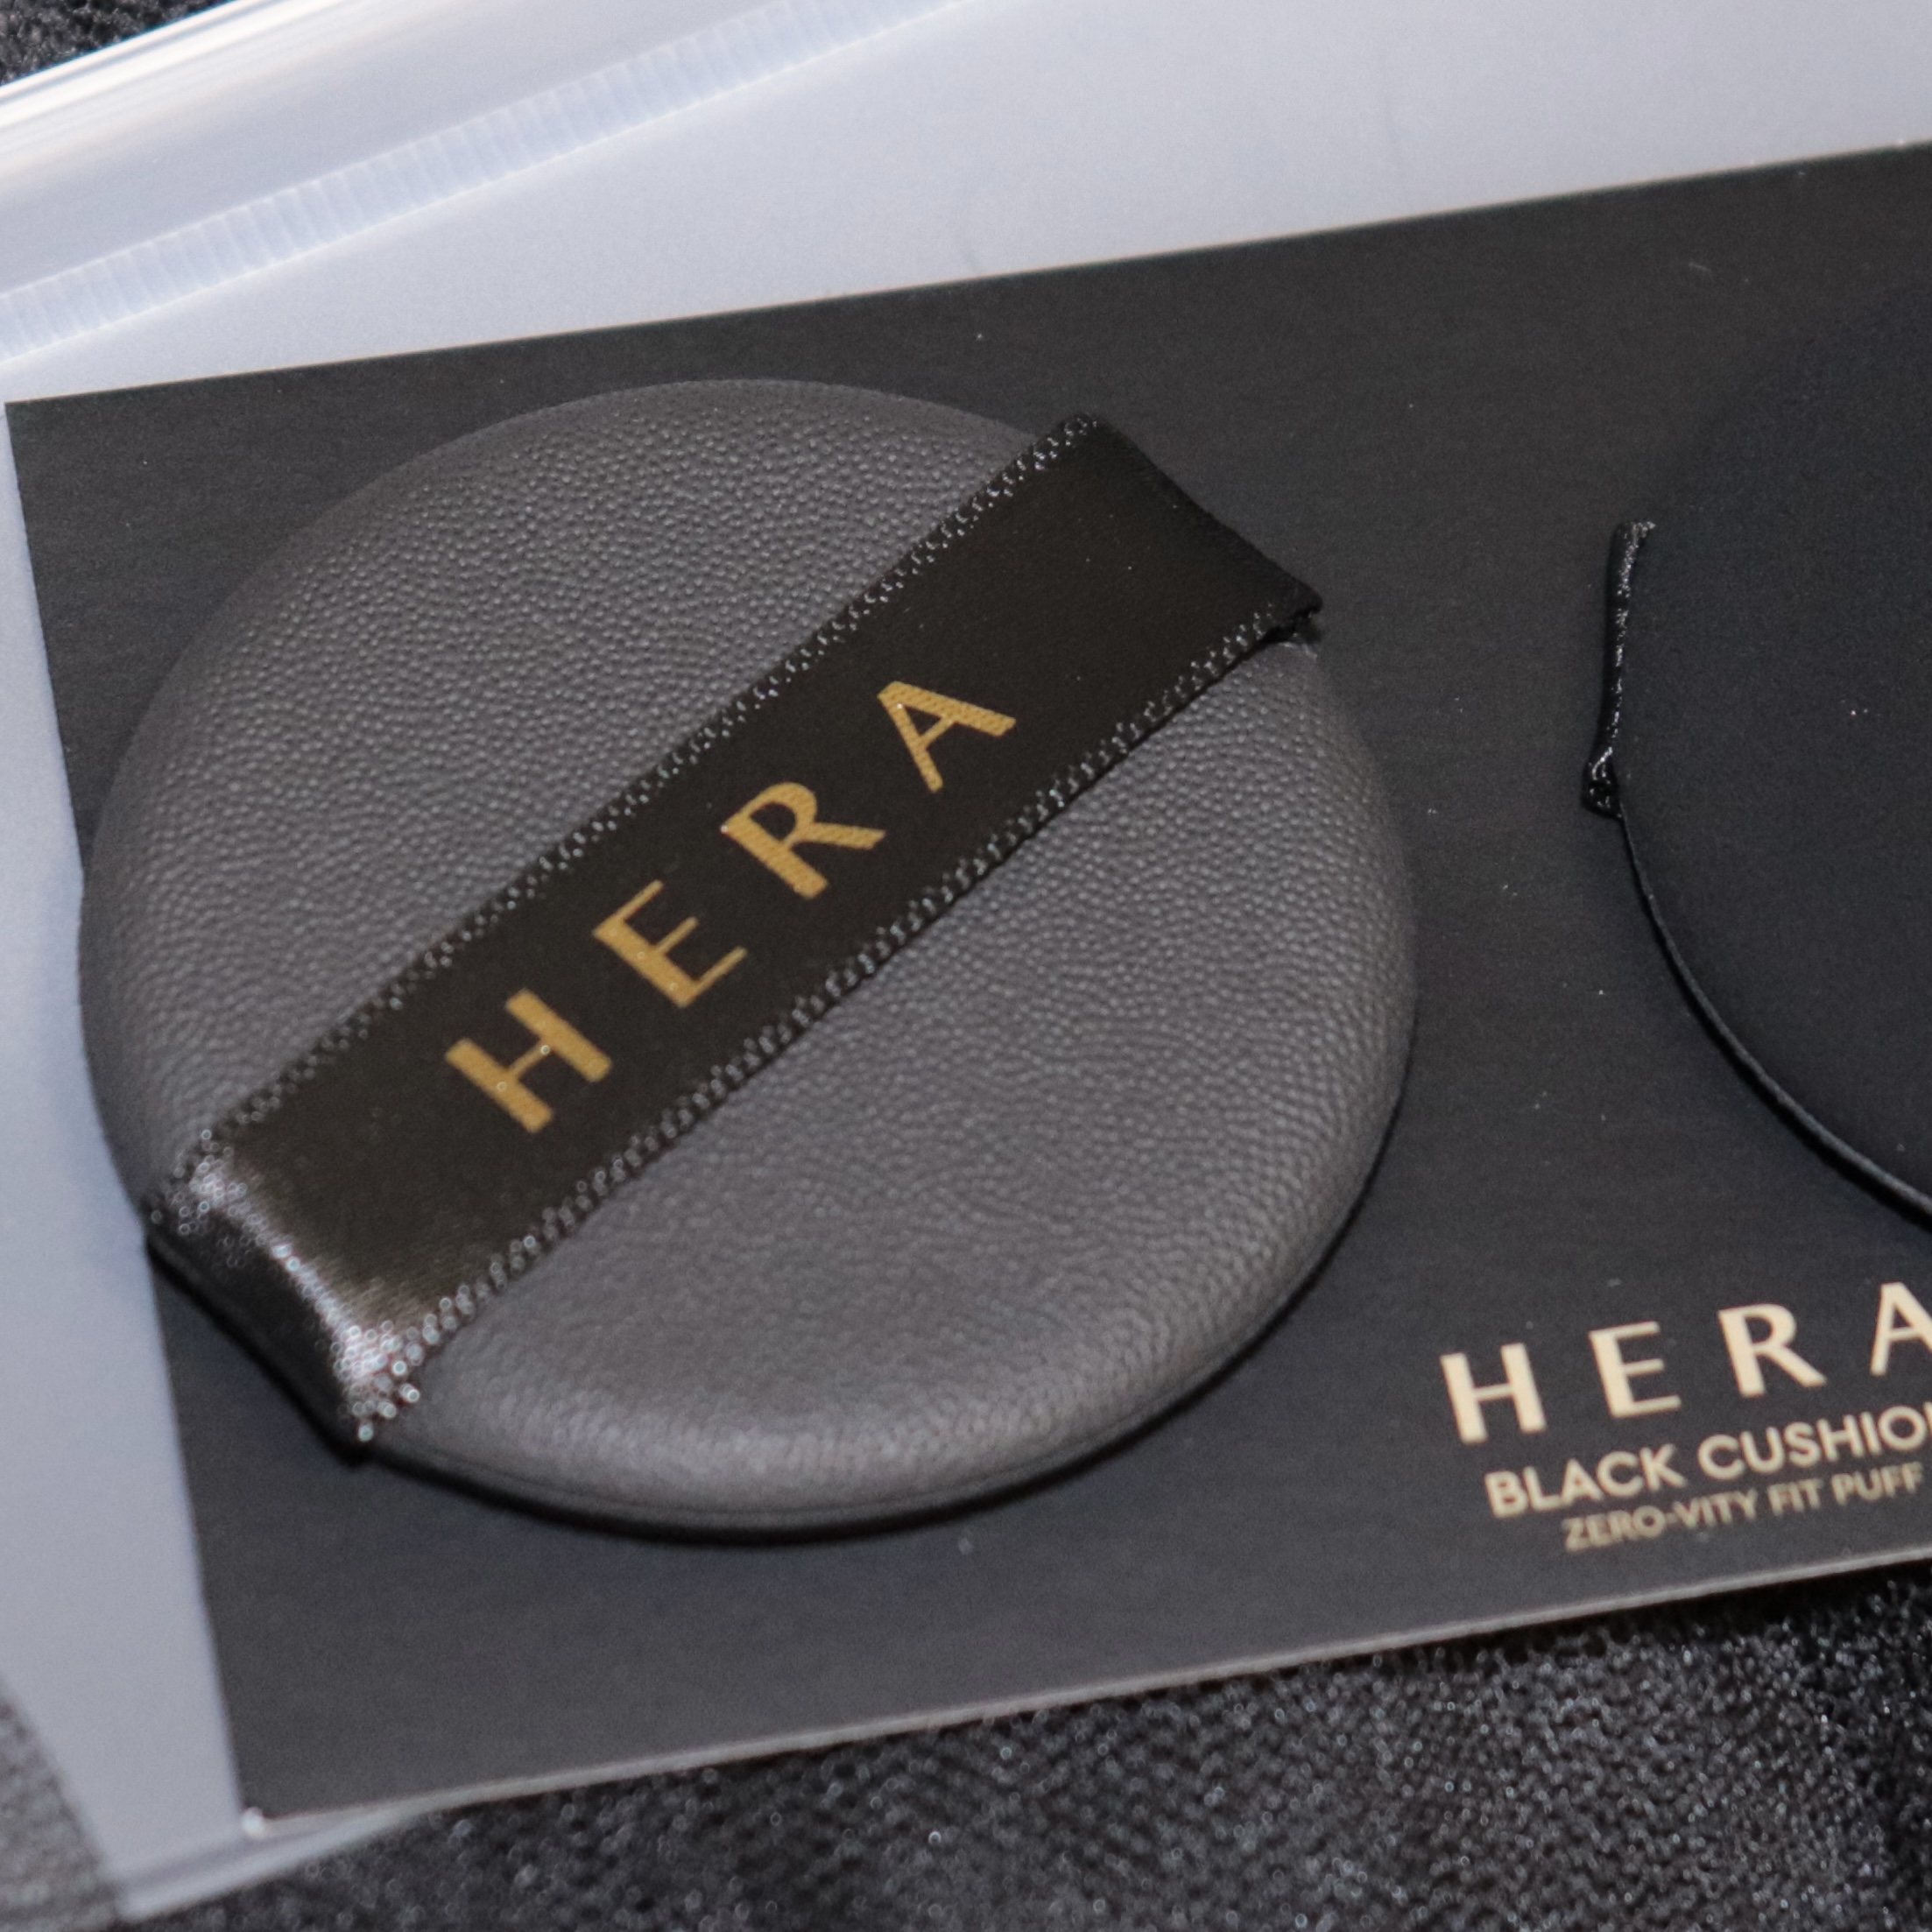 HERA
HERA
BLACK CUSHION
ZERO-VITY FIT PUFF